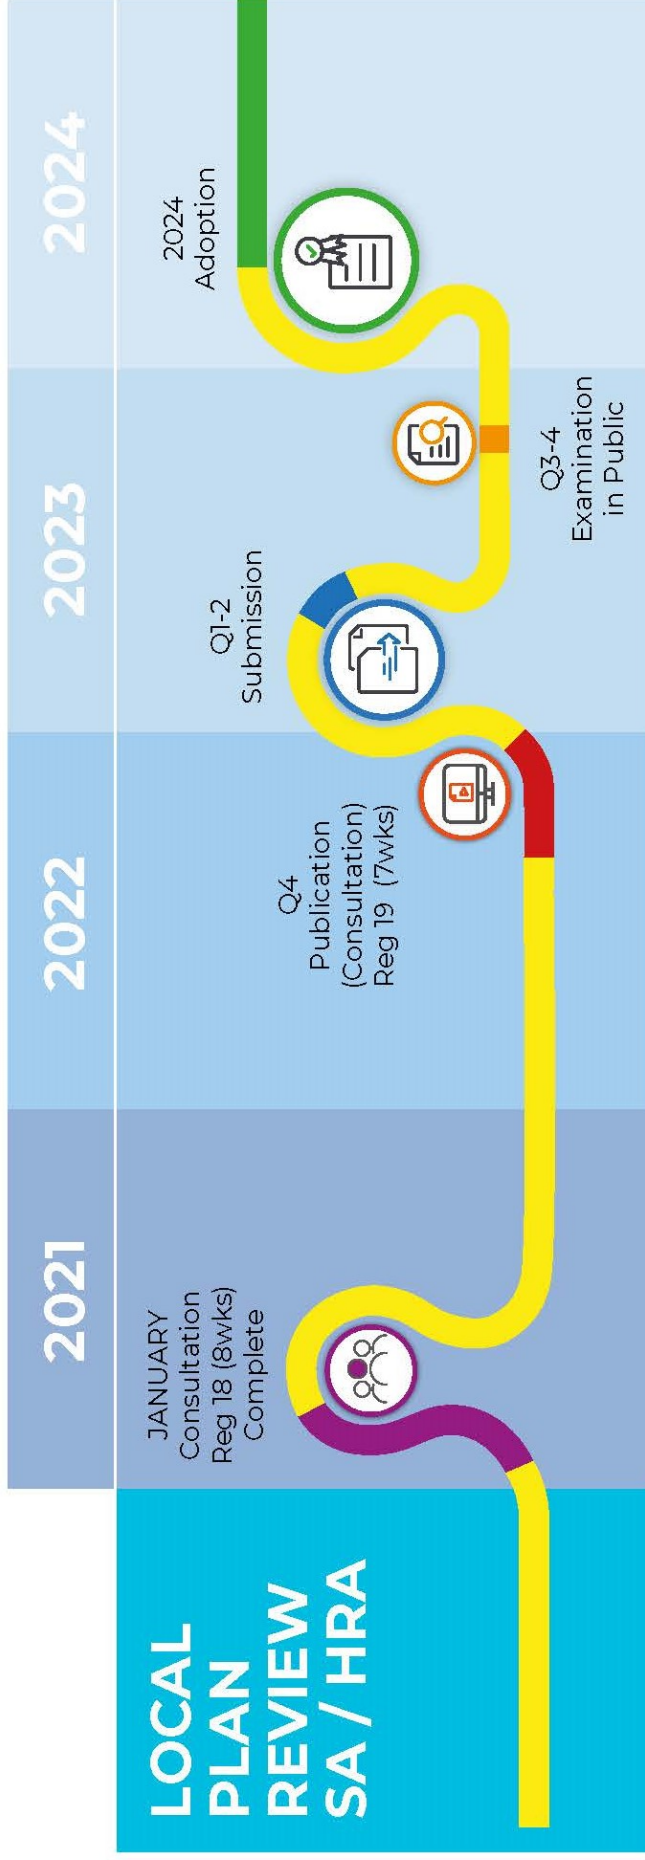 2021
2022
2023
2024
LOCAL
PLAN
REVIEW
SA / HRA
JANUARY
Consultation
Reg 18 (8wks)
Complete
Q4
Publication
(Consultation)
Reg 19 (7wks)
Q1-2
Submission
Q3-4
Examination
in Public
2024
Adoption